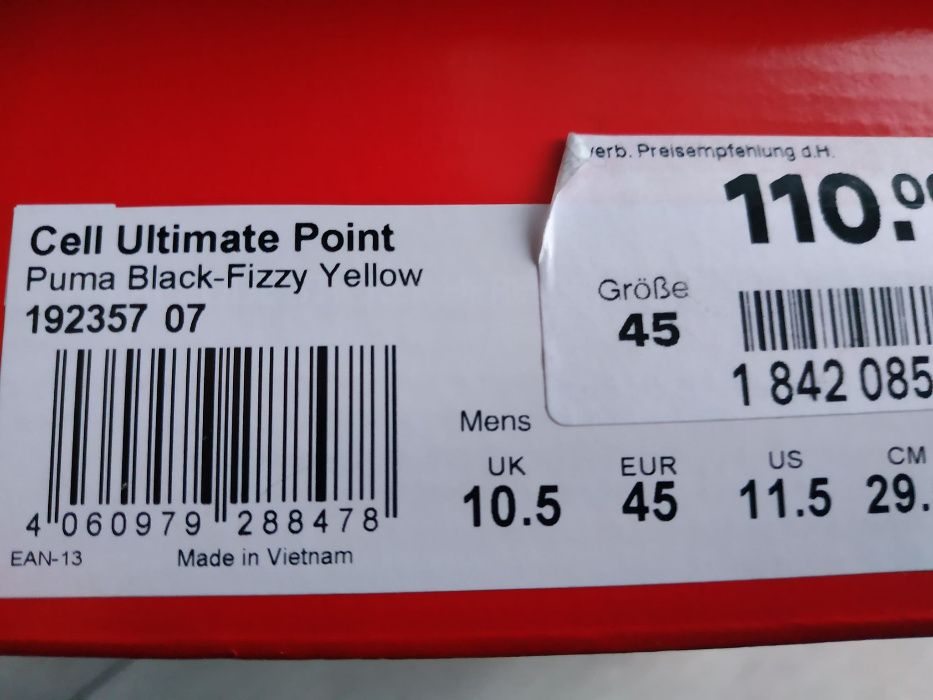 verb. Preisempfehlung d.H.
110.00
Größe
45
1 842 085
Cell Ultimate Point
Puma Black-Fizzy Yellow
192357 07
4 060979 288478
EAN-13
Made in Vietnam
Mens
UK EUR US CM
10.5 45 11.5 29.